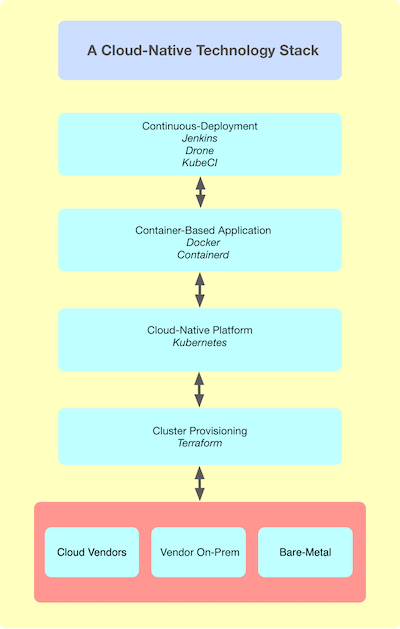 A Cloud-Native Technology Stack
Continuous-Deployment
Jenkins
Drone
KubeCI
Container-Based Application
Docker
Containerd
Cloud-Native Platform
Kubernetes
Cluster Provisioning
Terraform
Cloud Vendors
Vendor On-Prem
Bare-Metal